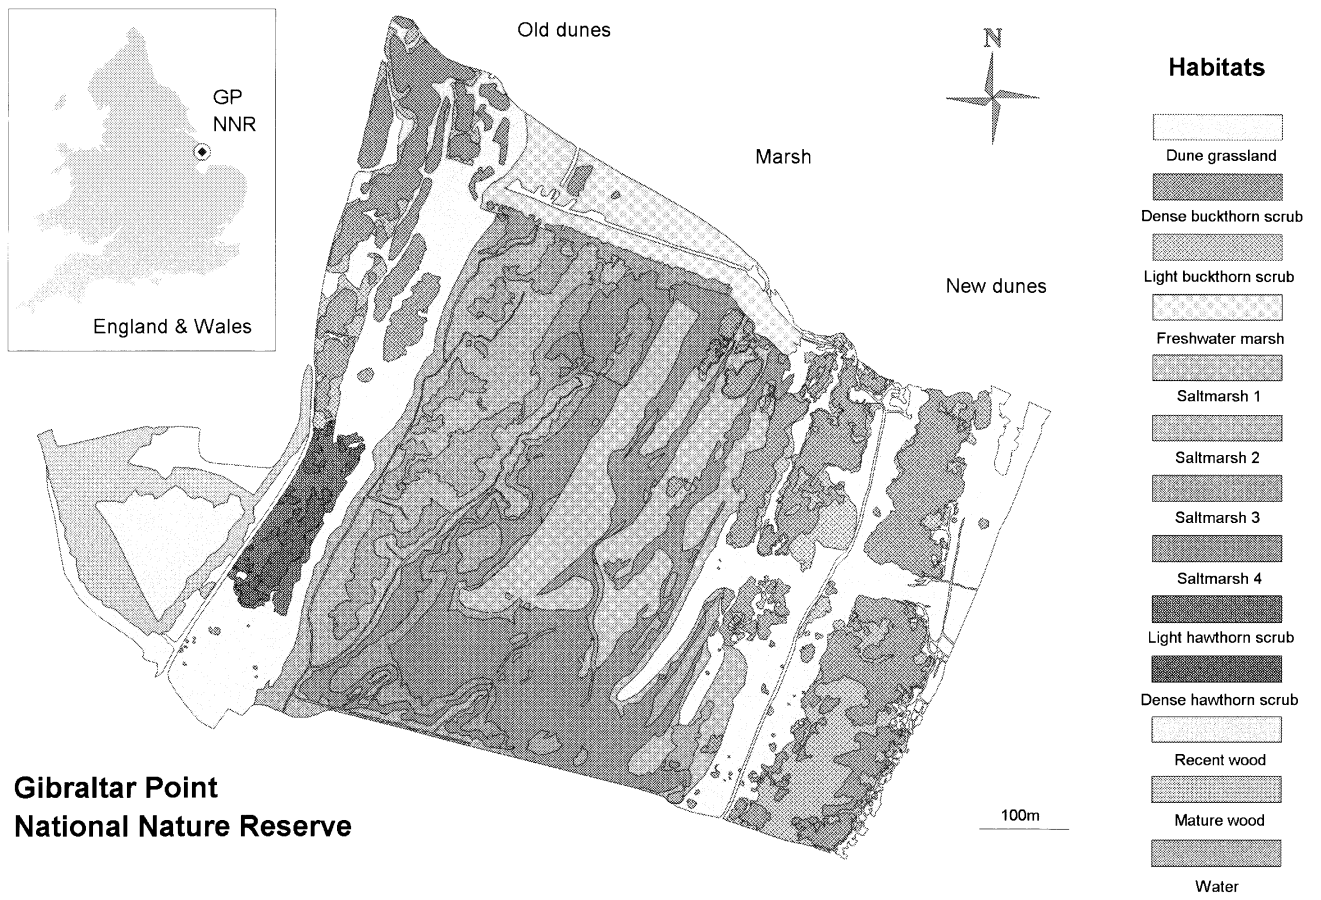 GP
NNR
England & Wales
Old dunes
Marsh
New dunes
N
Habitats
Dune grassland
Dense buckthorn scrub
Light buckthorn scrub
Freshwater marsh
Saltmarsh 1
Saltmarsh 2
Saltmarsh 3
Saltmarsh 4
Light hawthorn scrub
Dense hawthorn scrub
Recent wood
Mature wood
Water
100m
Gibraltar Point
National Nature Reserve